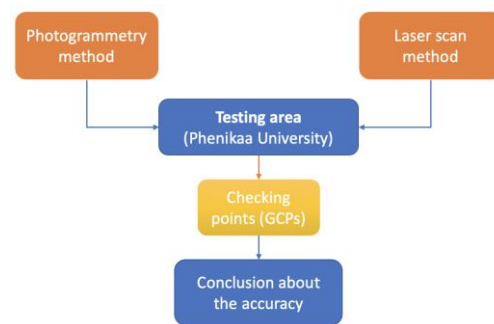 Photogrammetry
method
Laser scan
method
Testing area
(Phenikaa University)
Checking
points (GCPs)
Conclusion about
the accuracy